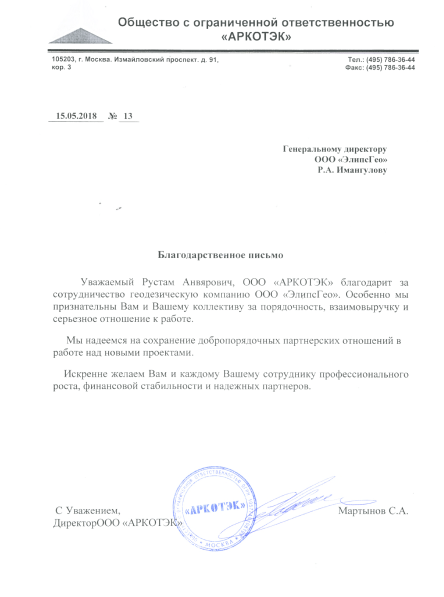 Общество с ограниченной ответственностью
«АРКОТЭК»
105203, г. Москва. Измайловский проспект. д. 91,
кор. 3
Тел.: (495) 786-36-44
Факс: (495) 786-36-44
15.05.2018 № 13
Генеральному директору
ООО «ЭлипсГео»
Р.А. Имангулову
Благодарственное письмо
Уважаемый Рустам Анвярович, ООО «АРКОТЭК» благодарит за
сотрудничество геодезическую компанию ООО «ЭлипсГео». Особенно мы
признательны Вам и Вашему коллективу за порядочность, взаимовыручку и
серьезное отношение к работе.
Мы надеемся на сохранение добропорядочных партнерских отношений в
работе над новыми проектами.
Искренне желаем Вам и каждому Вашему сотруднику профессионального
роста, финансовой стабильности и надежных партнеров.
С Уважением,
ДиректорООО «АРКОТЭК»
Мартынов С.А.
«АРКОТЭК»
МОСКВА